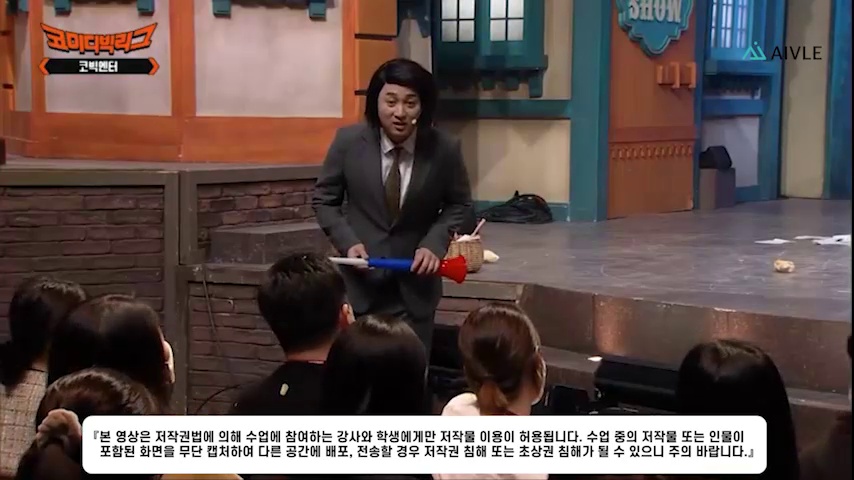 코미디빅리그
코빅엔터
SHOW
AIVLE
『본 영상은 저작권법에 의해 수업에 참여하는 강사와 학생에게만 저작물 이용이 허용됩니다. 수업 중의 저작물 또는 인물이
포함된 화면을 무단 캡처하여 다른 공간에 배포, 전송할 경우 저작권 침해 또는 초상권 침해가 될 수 있으니 주의 바랍니다.』